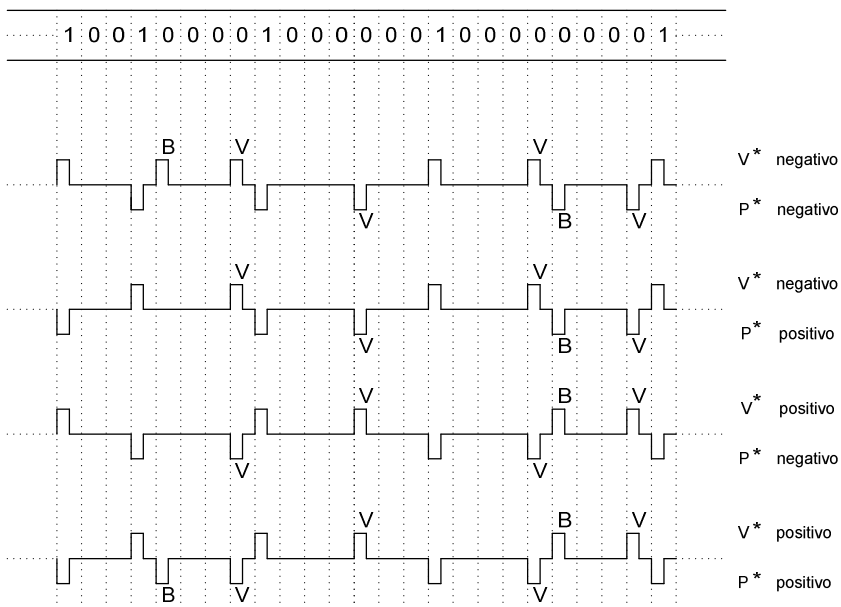 1 0 0 1 0 0 0 0 1 0 0 0 0 0 0 1 0 0 0 0 0 0 0 0 1
B V V
V* negativo
P* negativo
V B V
V V
V* negativo
P* positivo
V B V
V B V
V* positivo
P* negativo
V V
V B V
V* positivo
P* positivo
B V V